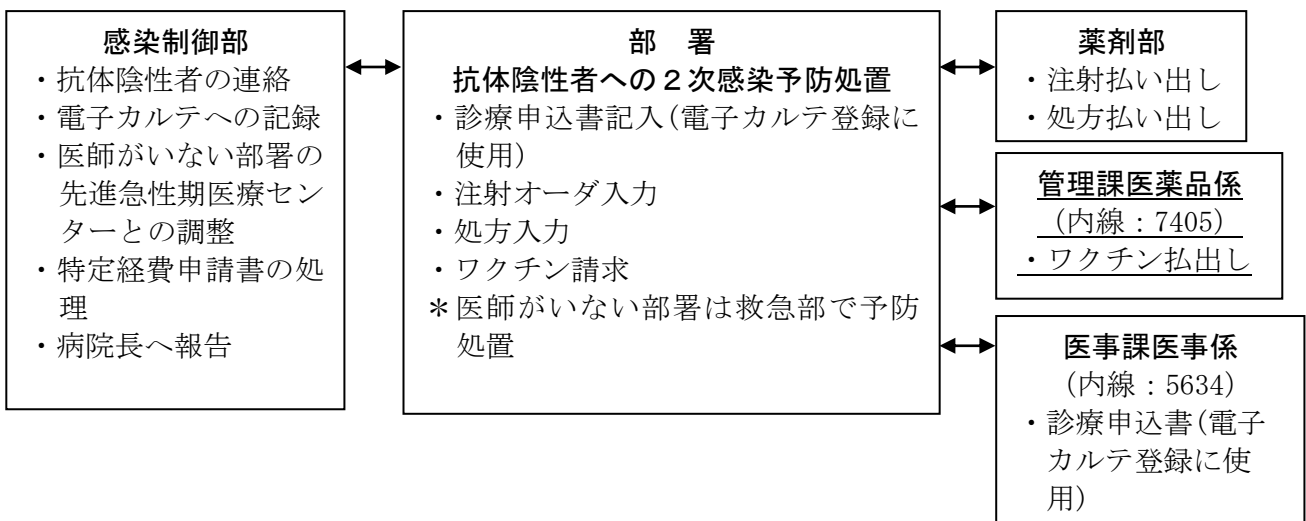 感染制御部
・抗体陰性者の連絡
・電子カルテへの記録
・医師がいない部署の
先進急性期医療セン
ターとの調整
・特定経費申請書の処
理
・病院長へ報告
部　署
抗体陰性者への２次感染予防処置
・診療申込書記入(電子カルテ登録に
使用)
・注射オーダ入力
・処方入力
・ワクチン請求
＊医師がいない部署は救急部で予防
処置
薬剤部
・注射払い出し
・処方払い出し
管理課医薬品係
(内線：7405)
・ワクチン払出し
医事課医事係
(内線：5634)
・診療申込書(電子
カルテ登録に使
用)